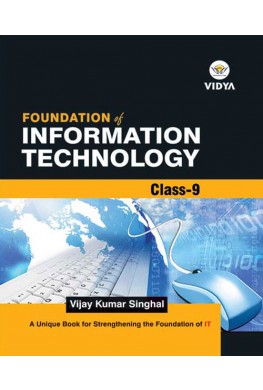 VIDYA
FOUNDATION of
INFORMATION
TECHNOLOGY
Class-9
Vijay Kumar Singhal
A Unique Book for Strengthening the Foundation of IT